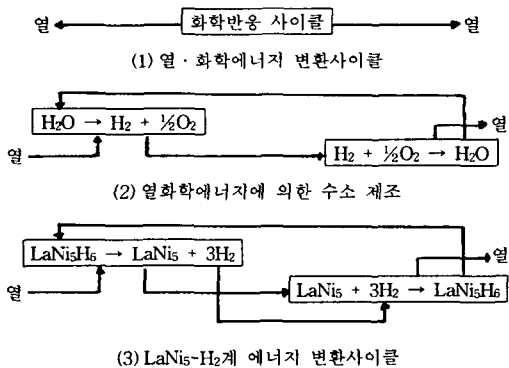 열 화학반응 사이클 열
(1) 열·화학에너지 변환사이클
H₂O → H₂ + ½O₂
열
열
H₂ + ½O₂ → H₂O
(2) 열화학에너지에 의한 수소 제조
LaNi₅H₆ → LaNi₅ + 3H₂
열
열
LaNi₅ + 3H₂ → LaNi₅H₆
(3) LaNi₅-H₂계 에너지 변환사이클